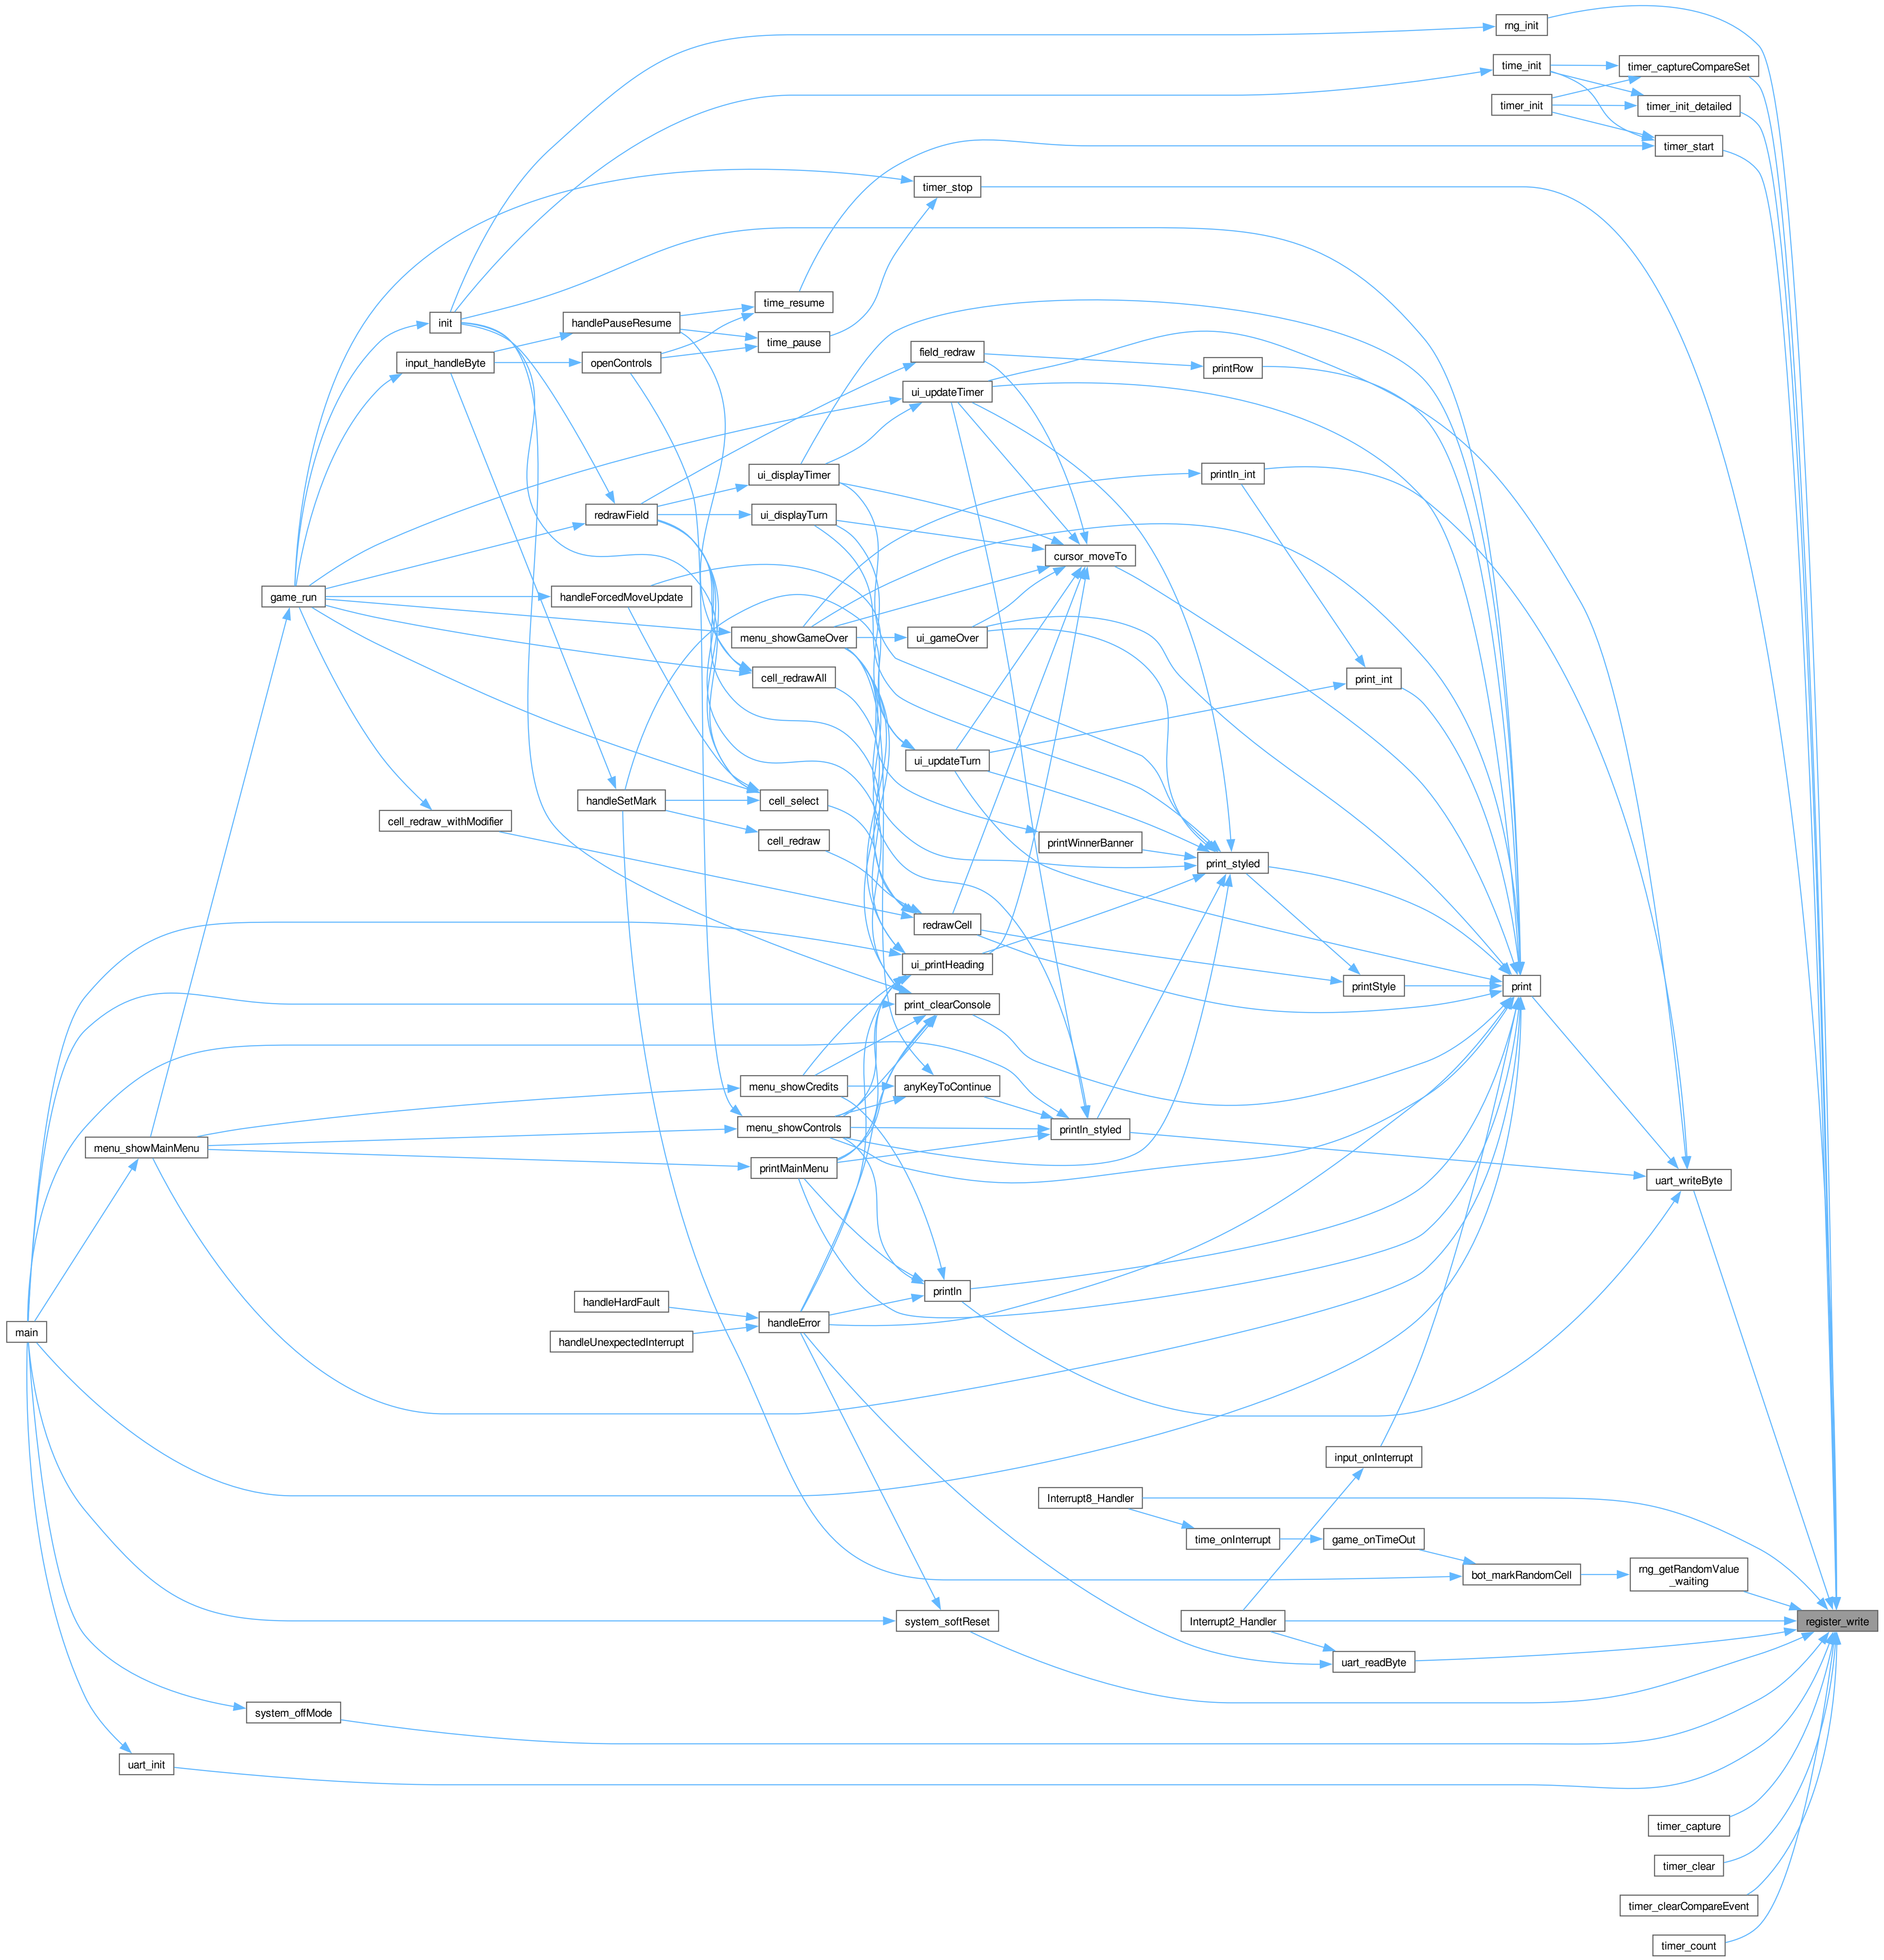 rng_init
time_init
timer_captureCompareSet
timer_init
timer_init_detailed
timer_start
timer_stop
time_resume
init
handlePauseResume
time_pause
field_redraw
input_handleByte
openControls
printRow
ui_updateTimer
ui_displayTimer
println_int
redrawField
ui_displayTurn
cursor_moveTo
game_run
handleForcedMoveUpdate
menu_showGameOver
ui_gameOver
cell_redrawAll
print_int
ui_updateTurn
handleSetMark
cell_select
cell_redraw_withModifier
cell_redraw
printWinnerBanner
print_styled
redrawCell
ui_printHeading
printStyle
print
print_clearConsole
menu_showCredits
anyKeyToContinue
menu_showControls
println_styled
menu_showMainMenu
printMainMenu
uart_writeByte
println
handleHardFault
main
handleError
handleUnexpectedInterrupt
input_onInterrupt
Interrupt8_Handler
time_onInterrupt
game_onTimeOut
bot_markRandomCell
rng_getRandomValue
_waiting
system_softReset
Interrupt2_Handler
register_write
uart_readByte
system_offMode
uart_init
timer_capture
timer_clear
timer_clearCompareEvent
timer_count